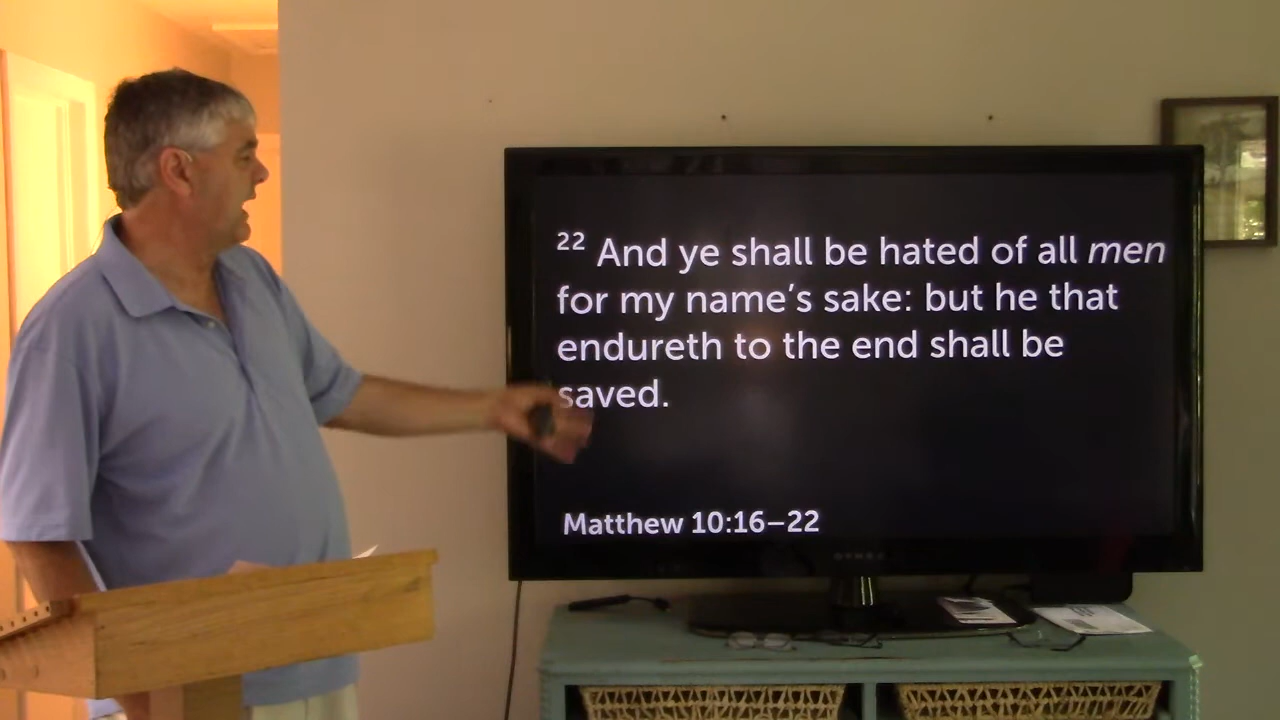 ²² And ye shall be hated of all men
for my name’s sake: but he that
endureth to the end shall be
saved.
Matthew 10:16–22
DYNEX